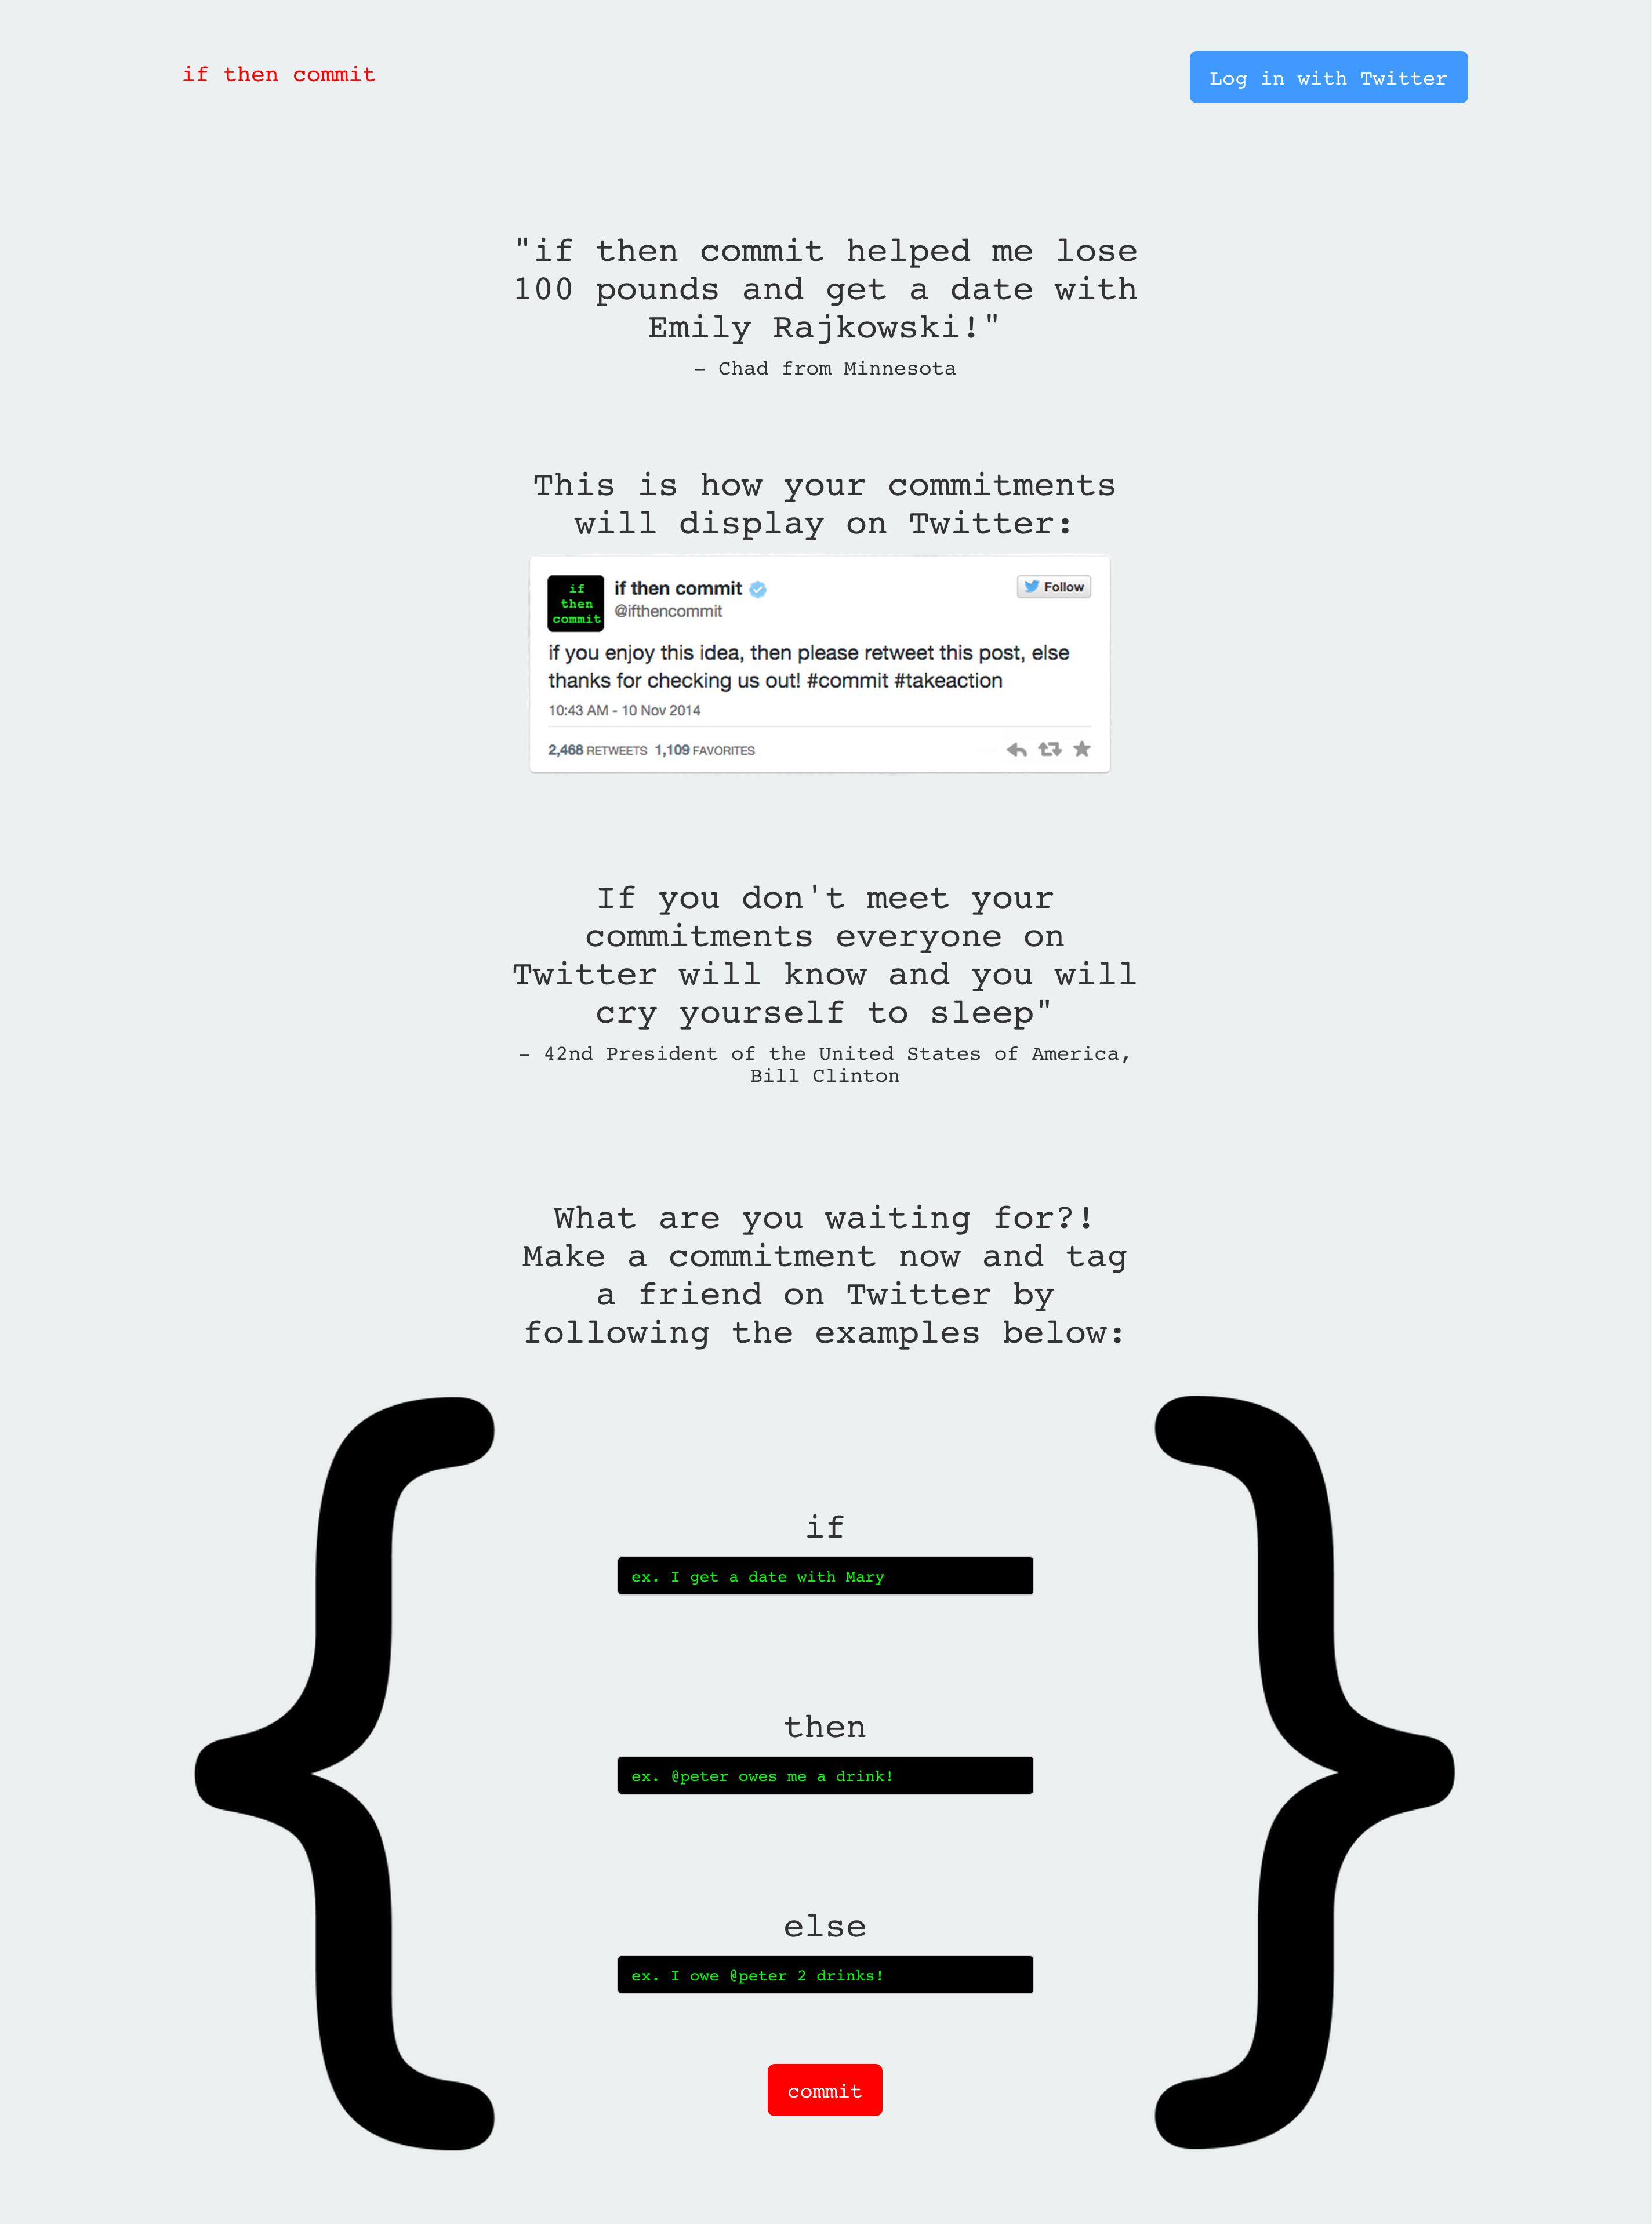 if then commit
Log in with Twitter
"if then commit helped me lose
100 pounds and get a date with
Emily Rajkowski!"
- Chad from Minnesota
This is how your commitments
will display on Twitter:
if
then
commit
if then commit
@ifthencommit
Follow
if you enjoy this idea, then please retweet this post, else
thanks for checking us out! #commit #takeaction
10:43 AM - 10 Nov 2014
2,468 RETWEETS 1,109 FAVORITES
If you don't meet your
commitments everyone on
Twitter will know and you will
cry yourself to sleep"
- 42nd President of the United States of America,
Bill Clinton
What are you waiting for?!
Make a commitment now and tag
a friend on Twitter by
following the examples below:
{ }
if
ex. I get a date with Mary
then
ex. @peter owes me a drink!
else
ex. I owe @peter 2 drinks!
commit